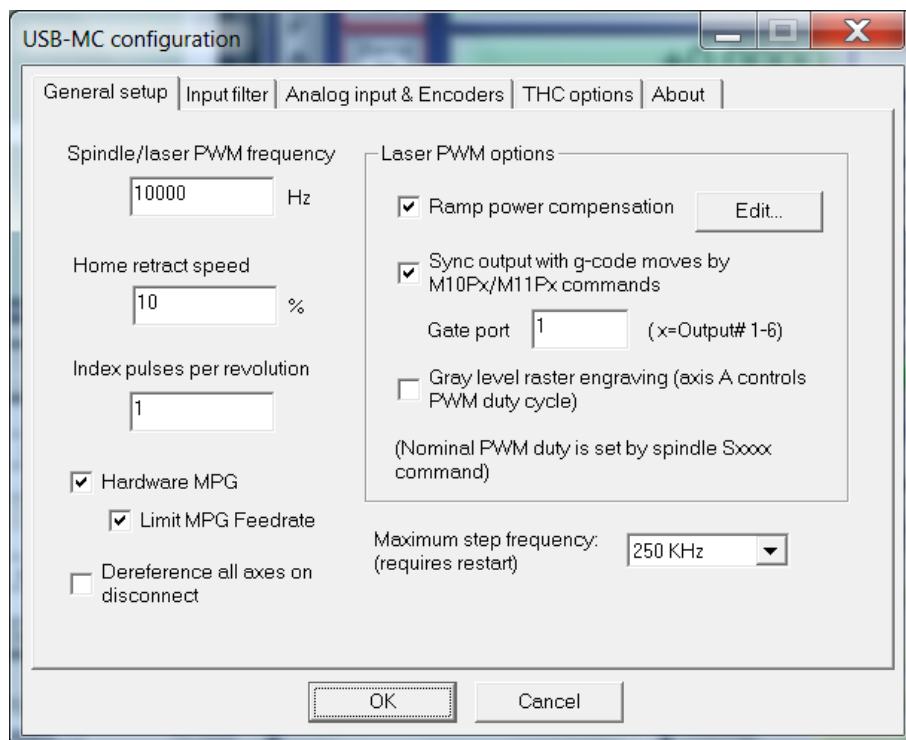 USB-MC configuration
General setup
Input filter
Analog input & Encoders
THC options
About
Spindle/laser PWM frequency
10000
Hz
Home retract speed
10
%
Index pulses per revolution
1
Hardware MPG
Limit MPG Feedrate
Dereference all axes on
disconnect
Laser PWM options
Ramp power compensation
Edit...
Sync output with g-code moves by
M10Px/M11Px commands
Gate port
1
( x=Output# 1-6)
Gray level raster engraving (axis A controls
PWM duty cycle)
(Nominal PWM duty is set by spindle Sxxxx
command)
Maximum step frequency:
(requires restart)
250 KHz
OK
Cancel